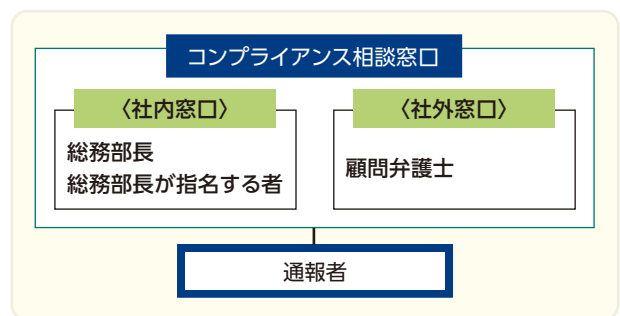 コンプライアンス相談窓口
〈社内窓口〉
総務部長
総務部長が指名する者
〈社外窓口〉
顧問弁護士
通報者